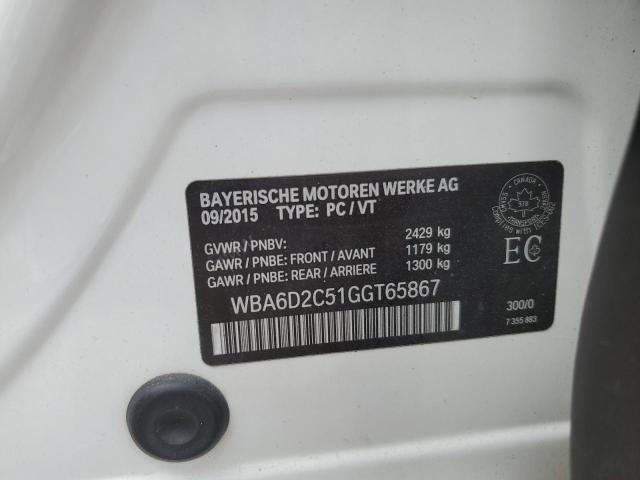 BAYERISCHE MOTOREN WERKE AG
09/2015 TYPE: PC / VT
GVWR / PNBV: 2429 kg
GAWR / PNBE: FRONT / AVANT 1179 kg
GAWR / PNBE: REAR / ARRIERE 1300 kg
WBA6D2C51GGT65867
CANADA
378
EC
300/0
7 355 883